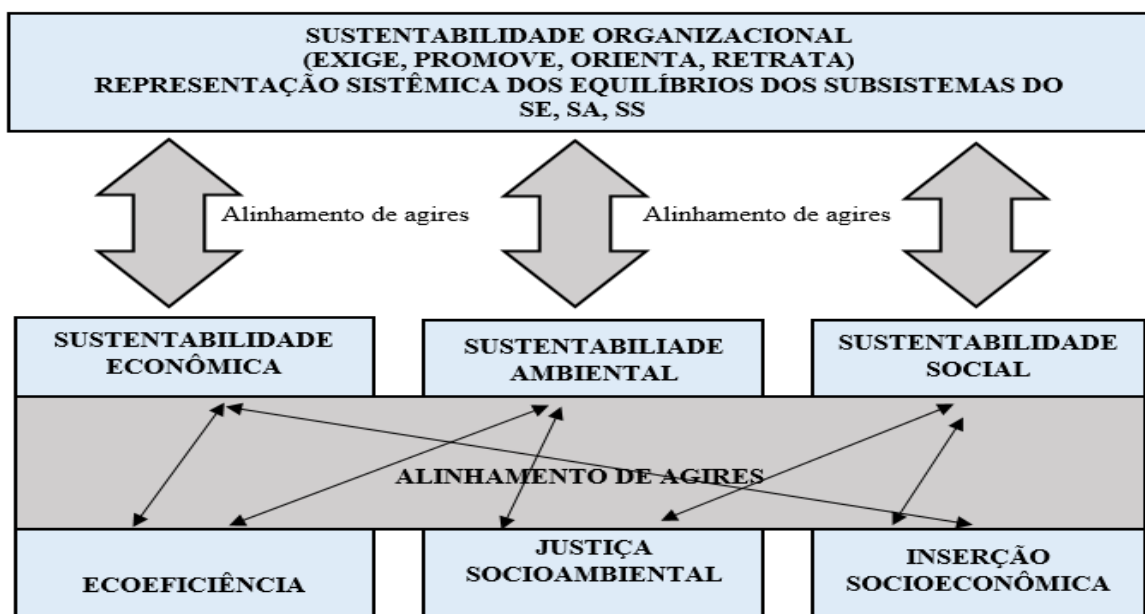 SUSTENTABILIDADE ORGANIZACIONAL
(EXIGE, PROMOVE, ORIENTA, RETRATA)
REPRESENTAÇÃO SISTÊMICA DOS EQUILÍBRIOS DOS SUBSISTEMAS DO
SE, SA, SS
Alinhamento de agires
Alinhamento de agires
SUSTENTABILIDADE
ECONÔMICA
SUSTENTABILIADE
AMBIENTAL
SUSTENTABILIDADE
SOCIAL
ALINHAMENTO DE AGIRES
ECOEFICIÊNCIA
JUSTIÇA
SOCIOAMBIENTAL
INSERÇÃO
SOCIOECONÔMICA